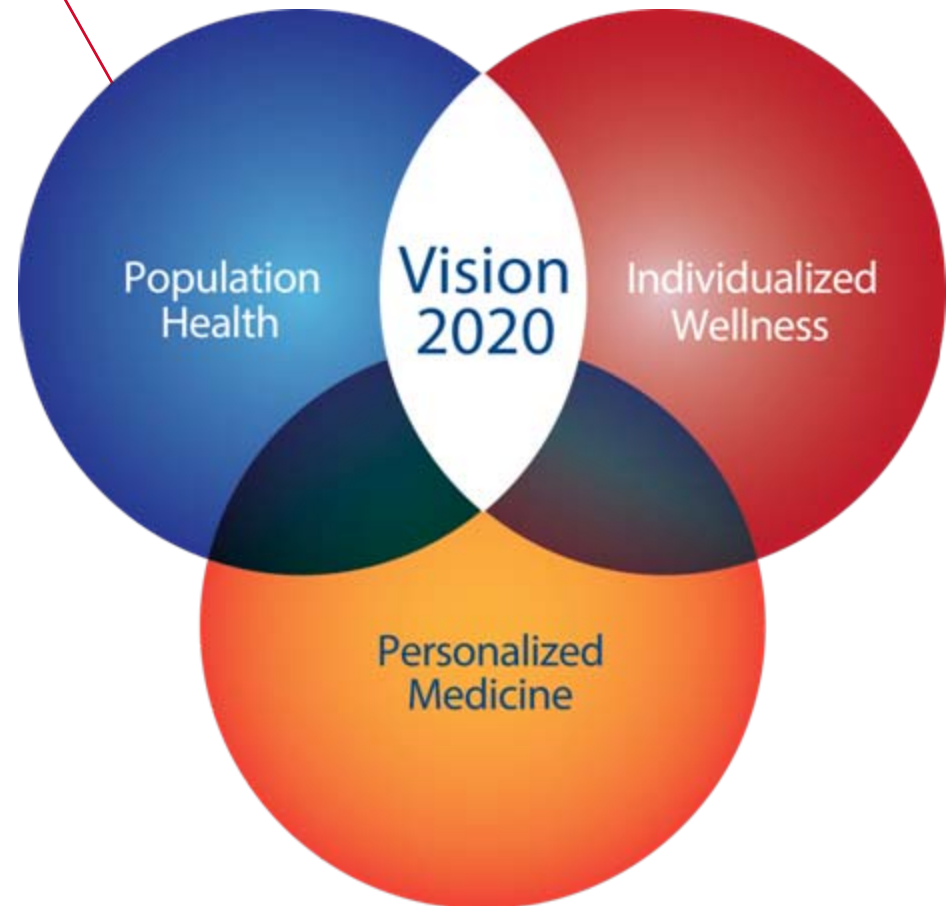 Population
Health
Vision
2020
Individualized
Wellness
Personalized
Medicine